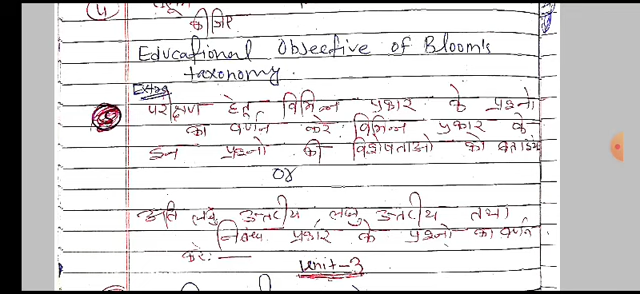 4
कीजिए
Educational Objective of Bloom's
taxonomy.
Extra
परीक्षण हेतु विभिन्न प्रकार के प्रश्नो
का वर्णन करे। विभिन्न प्रकार के
इन प्रश्नो की विशेषताओ को बताइये
or
अति लघु उत्तरीय, लघु उत्तरीय तथा
निबंध प्रकार के प्रश्नो का वर्णन
करे: —
Unit-3